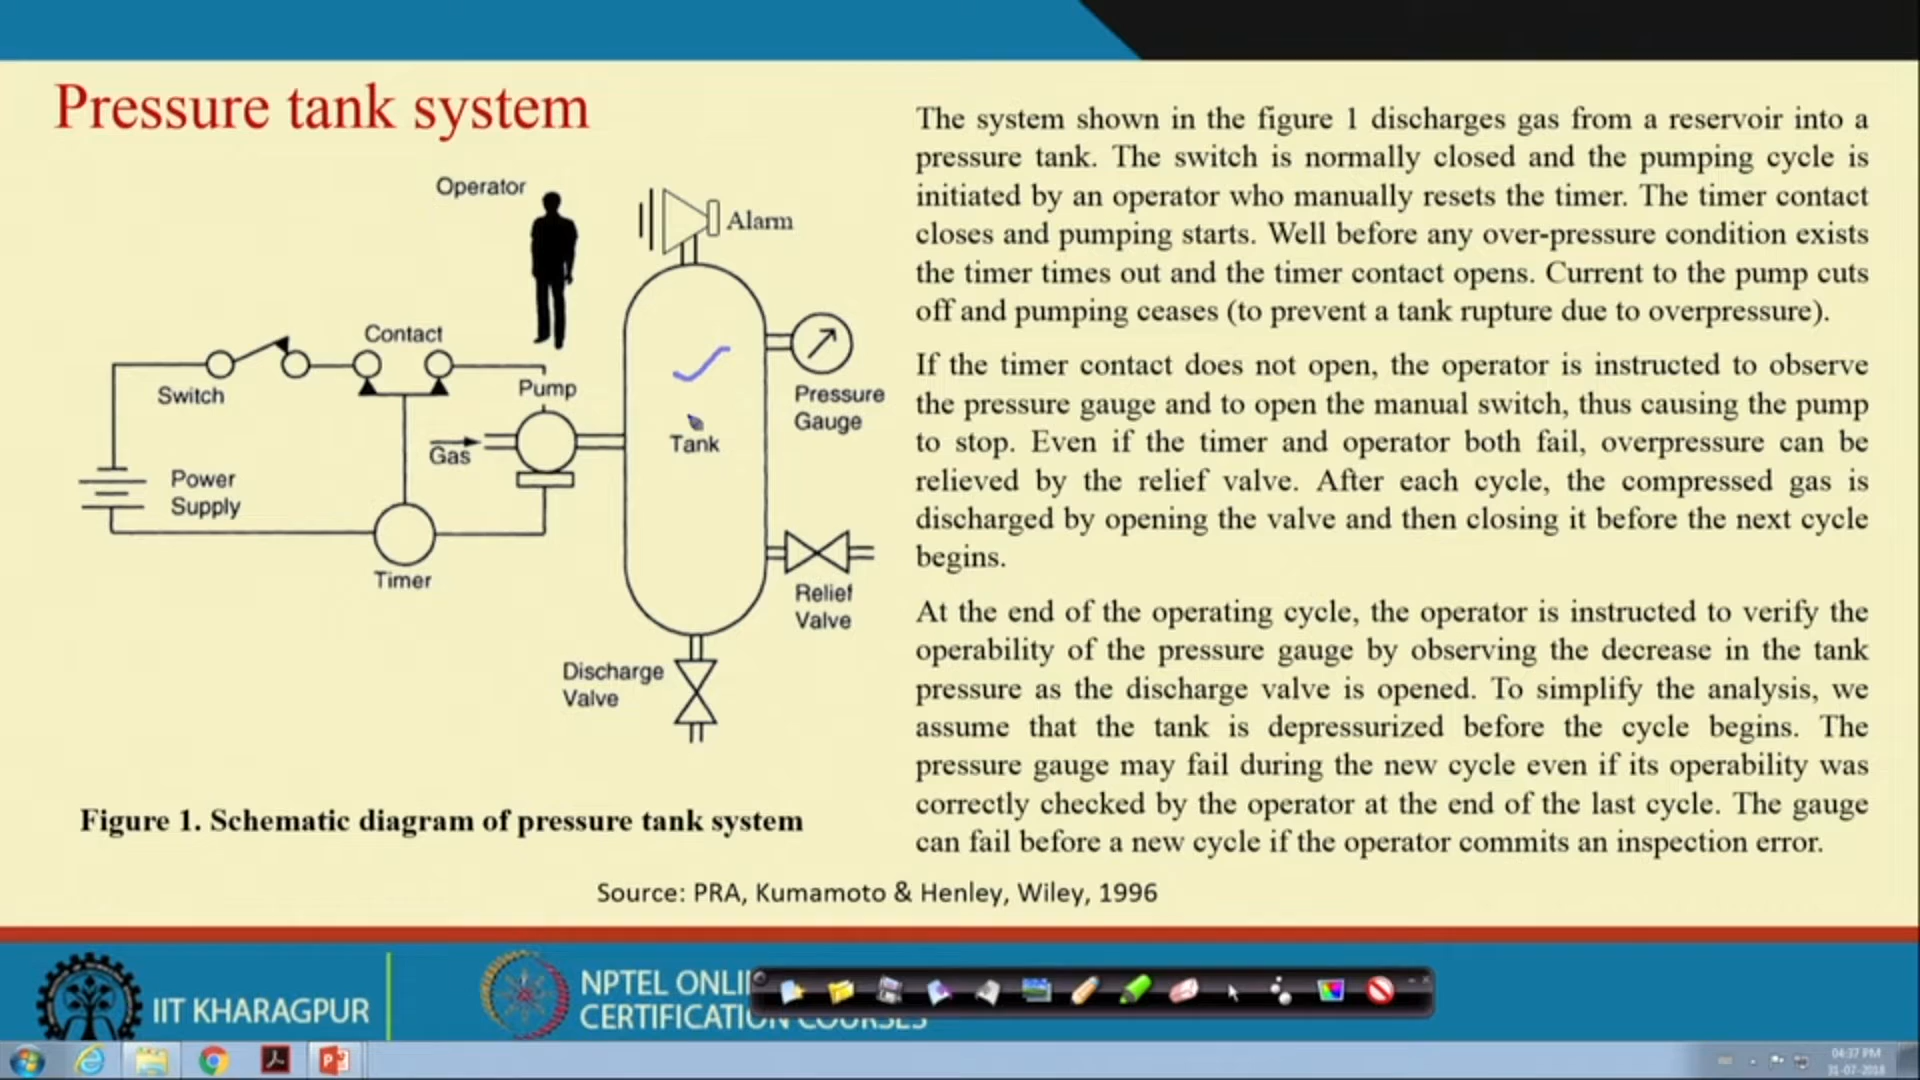 Pressure tank system
Operator
Alarm
Contact
Switch
Pump
Pressure
Gauge
Gas
Tank
Power
Supply
Timer
Relief
Valve
Discharge
Valve
Figure 1. Schematic diagram of pressure tank system
The system shown in the figure 1 discharges gas from a reservoir into a
pressure tank. The switch is normally closed and the pumping cycle is
initiated by an operator who manually resets the timer. The timer contact
closes and pumping starts. Well before any over-pressure condition exists
the timer times out and the timer contact opens. Current to the pump cuts
off and pumping ceases (to prevent a tank rupture due to overpressure).
If the timer contact does not open, the operator is instructed to observe
the pressure gauge and to open the manual switch, thus causing the pump
to stop. Even if the timer and operator both fail, overpressure can be
relieved by the relief valve. After each cycle, the compressed gas is
discharged by opening the valve and then closing it before the next cycle
begins.
At the end of the operating cycle, the operator is instructed to verify the
operability of the pressure gauge by observing the decrease in the tank
pressure as the discharge valve is opened. To simplify the analysis, we
assume that the tank is depressurized before the cycle begins. The
pressure gauge may fail during the new cycle even if its operability was
correctly checked by the operator at the end of the last cycle. The gauge
can fail before a new cycle if the operator commits an inspection error.
Source: PRA, Kumamoto & Henley, Wiley, 1996
IIT KHARAGPUR
NPTEL ONLI
CERTIFICATION COURSES
04:37 PM
31-07-2018